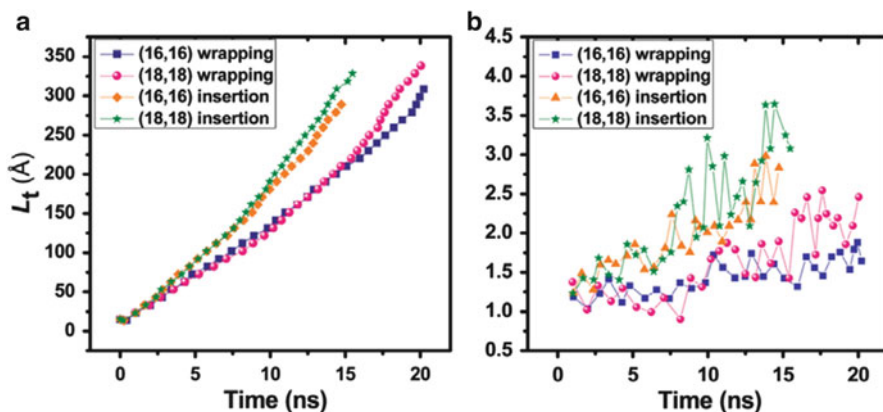 a
350
300
250
200
150
100
50
0
Lt (Å)
(16,16) wrapping
(18,18) wrapping
(16,16) insertion
(18,18) insertion
0 5 10 15 20
Time (ns)
b
4.5
4.0
3.5
3.0
2.5
2.0
1.5
1.0
0.5
(16,16) wrapping
(18,18) wrapping
(16,16) insertion
(18,18) insertion
0 5 10 15 20
Time (ns)